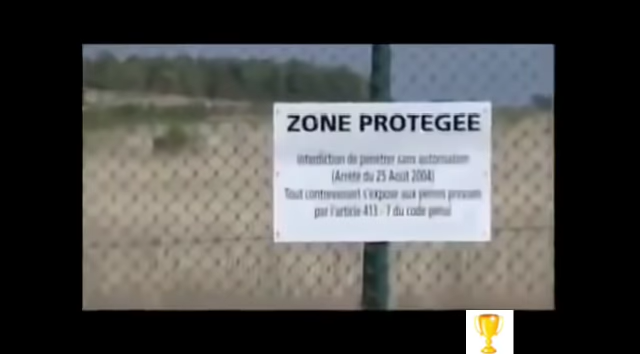 ZONE PROTEGEE
Interdiction de pénétrer sans autorisation
(Arrêté du 25 Août 2004)
Tout contrevenant s'expose aux peines prévues
par l'article 413 - 7 du code pénal